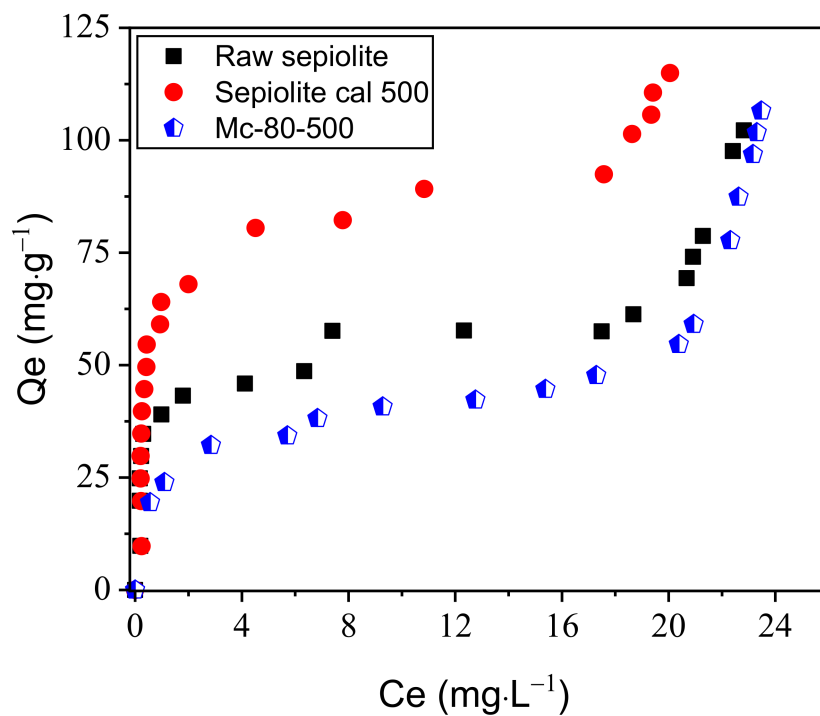 125
100
75
50
25
0
Qe (mg·g⁻¹)
Raw sepiolite
Sepiolite cal 500
Mc-80-500
0 4 8 12 16 20 24
Ce (mg·L⁻¹)